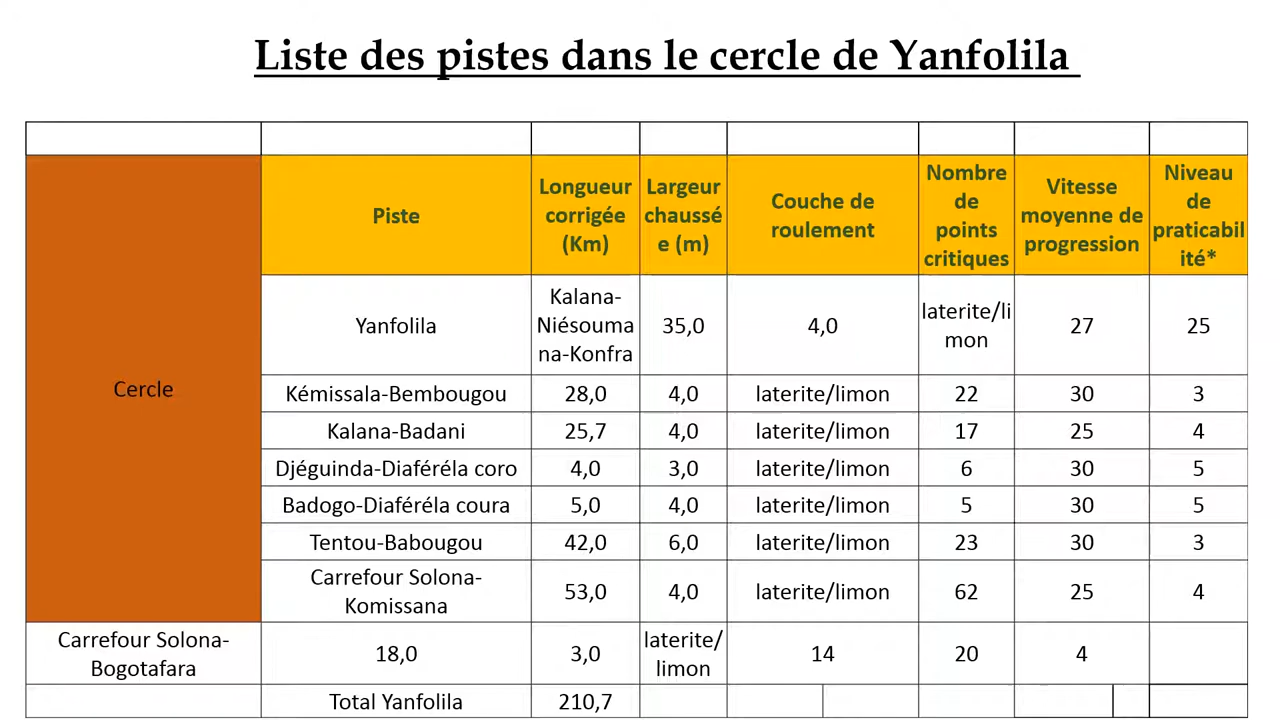 Liste des pistes dans le cercle de Yanfolila
Cercle
Piste
Longueur
corrigée
(Km)
Largeur
chaussé
e (m)
Couche de
roulement
Nombre
de
points
critiques
Vitesse
moyenne de
progression
Niveau
de
praticabil
ité*
Yanfolila
Kalana-
Niésouma
na-Konfra
35,0
4,0
laterite/li
mon
27
25
Kémissala-Bembougou 28,0 4,0 laterite/limon 22 30 3
Kalana-Badani 25,7 4,0 laterite/limon 17 25 4
Djéguinda-Diaféréla coro 4,0 3,0 laterite/limon 6 30 5
Badogo-Diaféréla coura 5,0 4,0 laterite/limon 5 30 5
Tentou-Babougou 42,0 6,0 laterite/limon 23 30 3
Carrefour Solona-
Komissana
53,0 4,0 laterite/limon 62 25 4
Carrefour Solona-
Bogotafara
18,0
3,0
laterite/
limon
14
20
4
Total Yanfolila 210,7